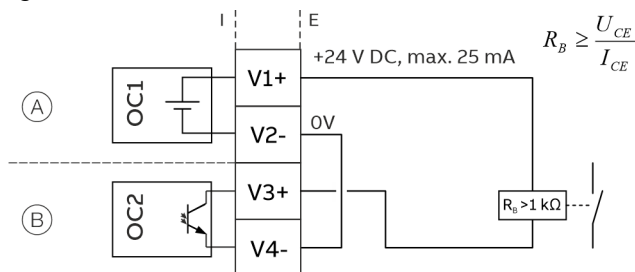 I E
+24 V DC, max. 25 mA
R_B ≥ U_CE / I_CE
A
OC1
V1+
V2-
0V
B
OC2
V3+
V4-
R_B >1 kΩ